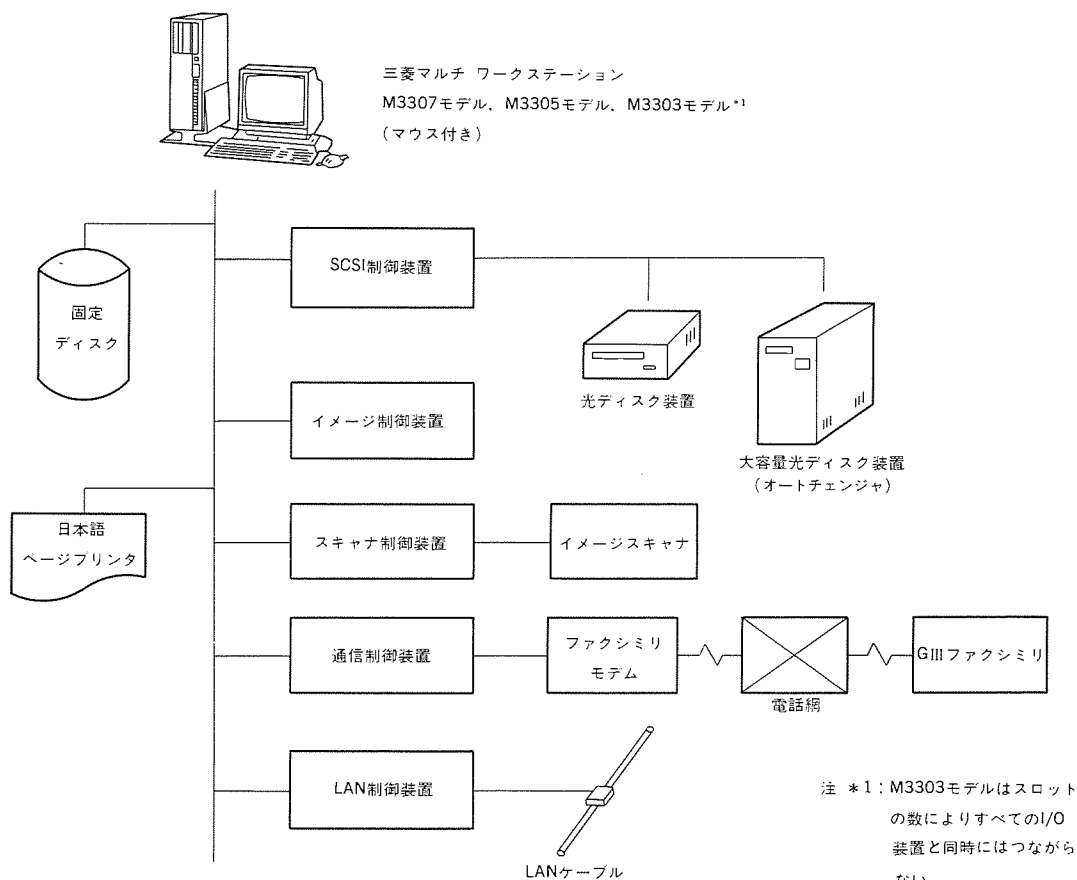 三菱マルチ ワークステーション
M3307モデル、M3305モデル、M3303モデル*1
(マウス付き)
固定
ディスク
SCSI制御装置
光ディスク装置
大容量光ディスク装置
(オートチェンジャ)
イメージ制御装置
日本語
ページプリンタ
スキャナ制御装置
イメージスキャナ
通信制御装置
ファクシミリ
モデム
電話網
GIIIファクシミリ
LAN制御装置
LANケーブル
注 *1:M3303モデルはスロット
の数によりすべてのI/O
装置と同時にはつながら
ない